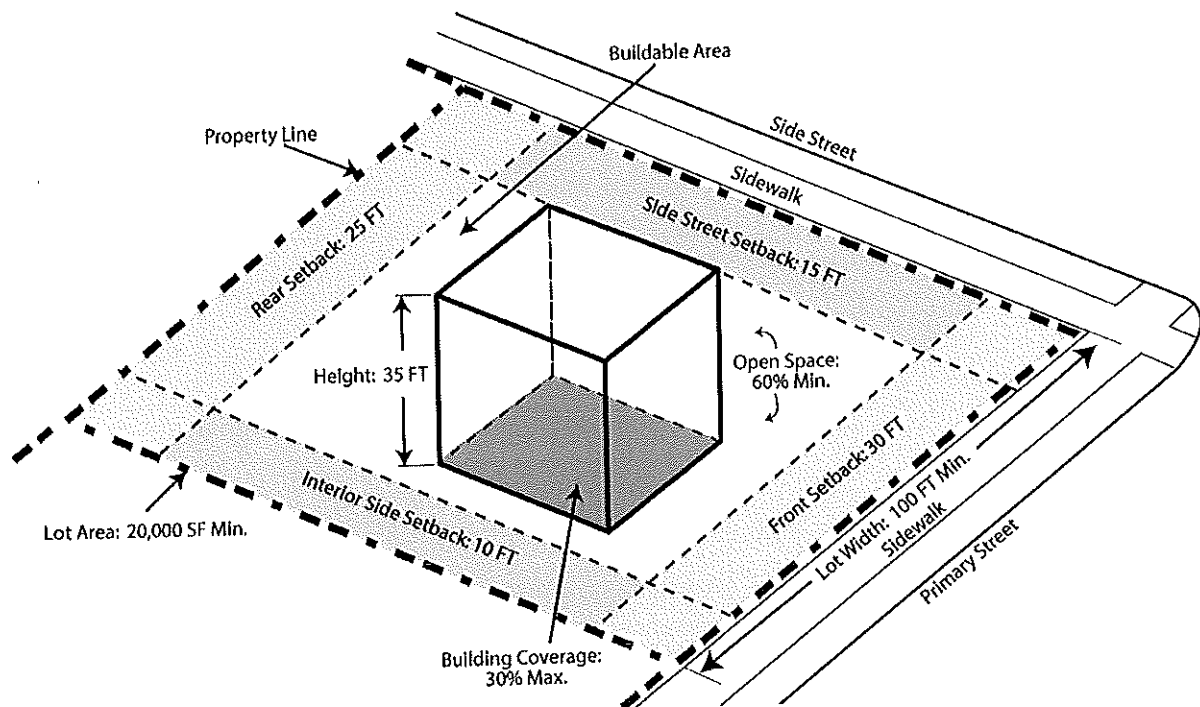 Buildable Area
Side Street
Property Line
Sidewalk
Side Street Setback: 15 FT
Rear Setback: 25 FT
Height: 35 FT
Open Space:
60% Min.
Front Setback: 30 FT
Lot Width: 100 FT Min.
Sidewalk
Primary Street
Interior Side Setback: 10 FT
Lot Area: 20,000 SF Min.
Building Coverage:
30% Max.